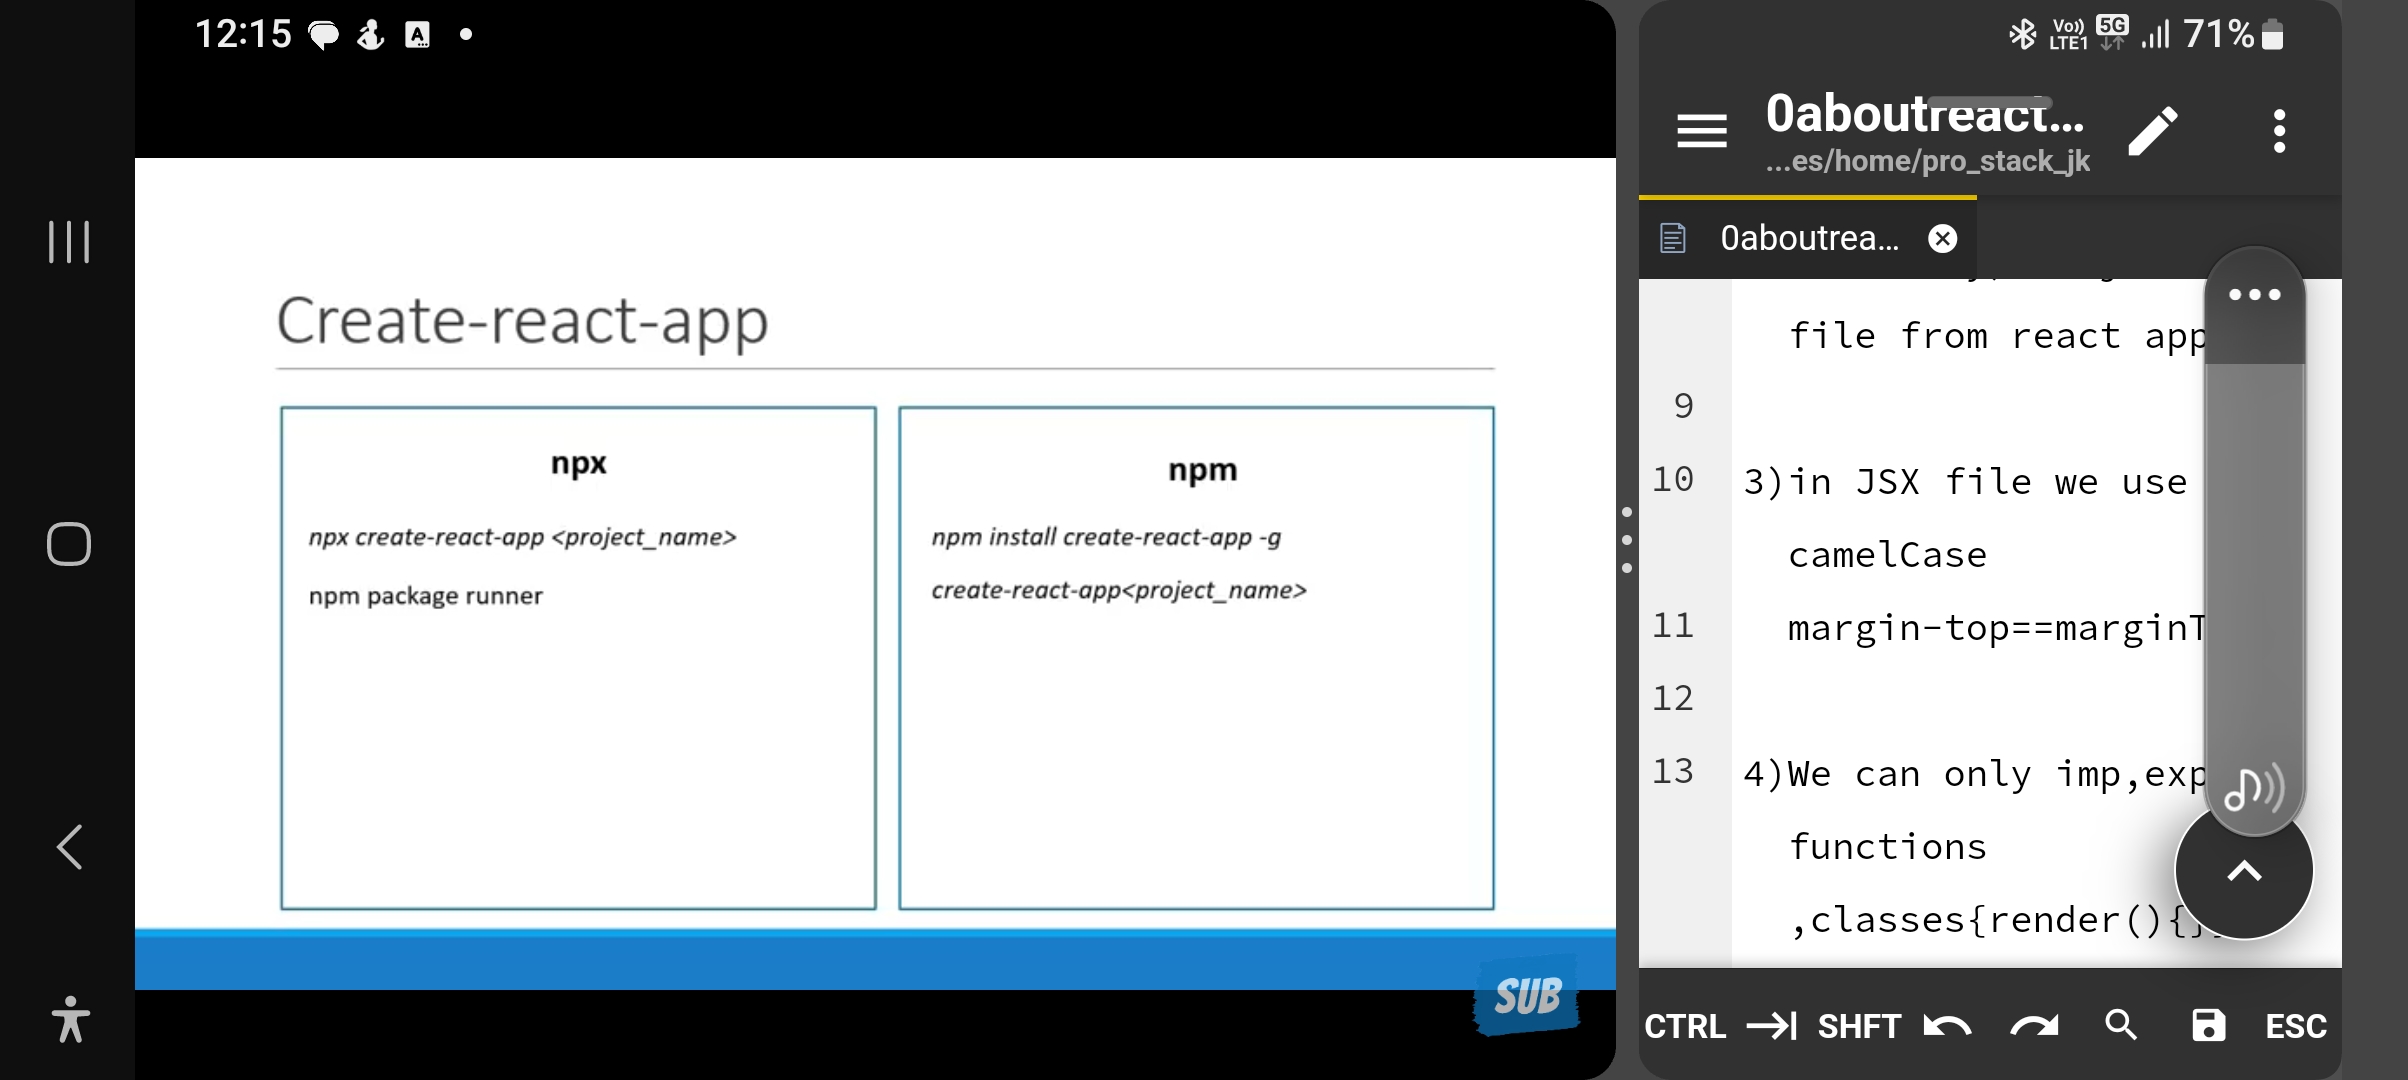 12:15
Vo)) LTE1 5G 71%
Create-react-app
npx
npx create-react-app <project_name>
npm package runner
npm
npm install create-react-app -g
create-react-app<project_name>
SUB
0aboutreact...
...es/home/pro_stack_jk
0aboutrea...
file from react app
9
10 3)in JSX file we use
camelCase
11 margin-top==marginT
12
13 4)We can only imp,exp
functions
,classes{render(){
CTRL SHFT ESC